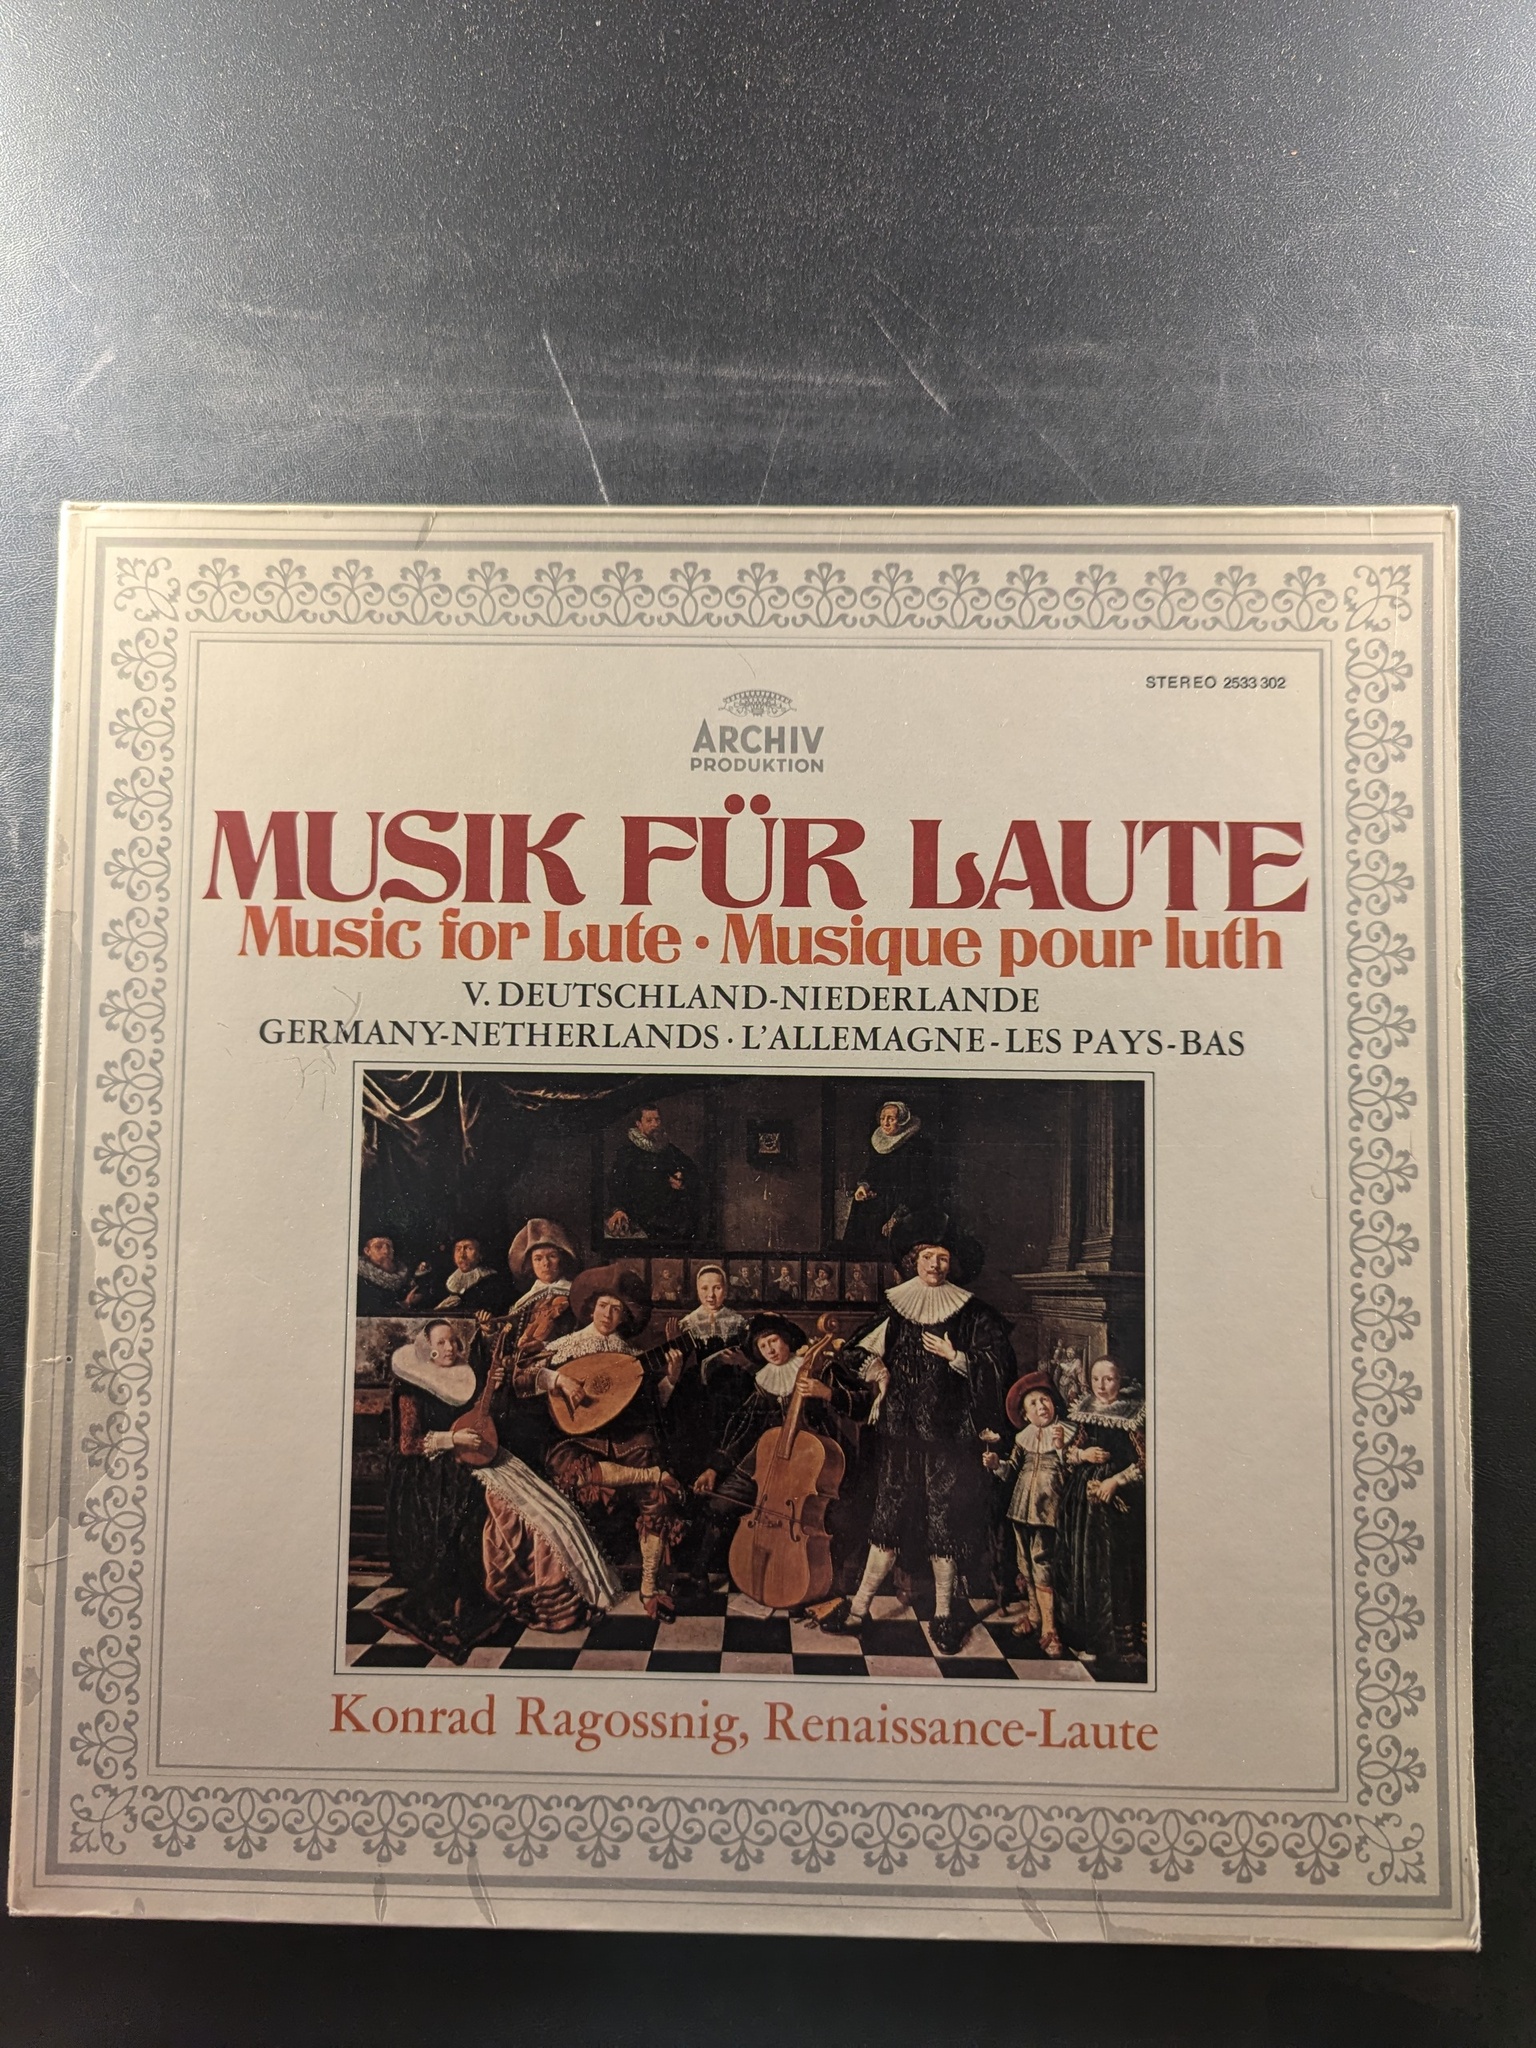 STEREO 2533 302
ARCHIV
PRODUKTION
MUSIK FÜR LAUTE
Music for Lute · Musique pour luth
V. DEUTSCHLAND-NIEDERLANDE
GERMANY-NETHERLANDS · L'ALLEMAGNE-LES PAYS-BAS
Konrad Ragossnig, Renaissance-Laute